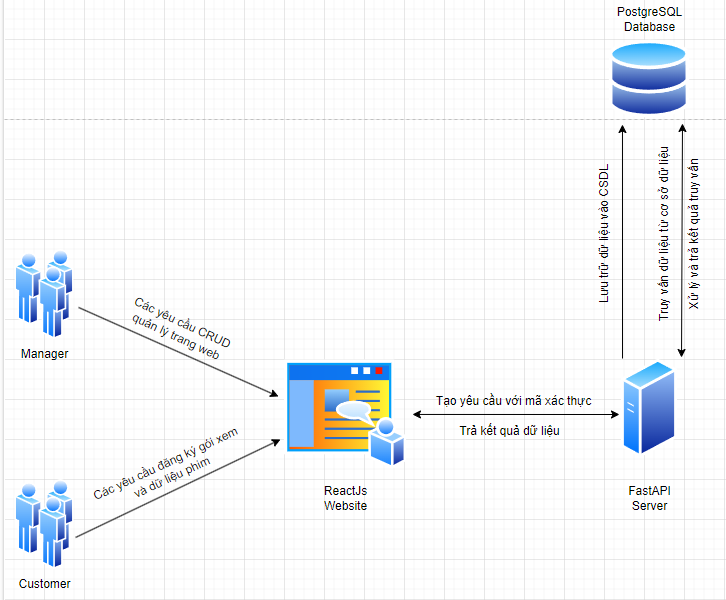 PostgreSQL
Database
Lưu trữ dữ liệu vào CSDL
Truy vấn dữ liệu từ cơ sở dữ liệu
Xử lý và trả kết quả truy vấn
Các yêu cầu CRUD
quản lý trang web
Manager
Tạo yêu cầu với mã xác thực
Trả kết quả dữ liệu
Các yêu cầu đăng ký gói xem
và dữ liệu phim
ReactJs
Website
FastAPI
Server
Customer